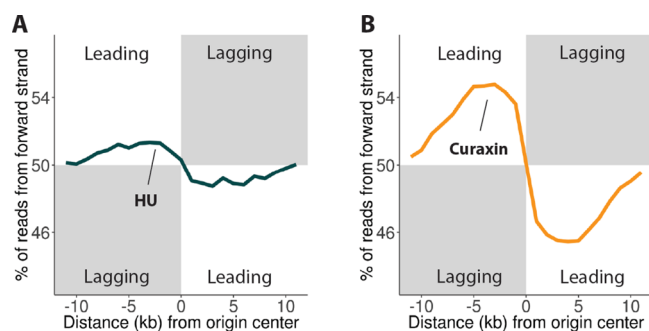 A
Leading
Lagging
54
50
46
HU
Lagging
Leading
-10
-5
0
5
10
% of reads from forward strand
Distance (kb) from origin center
B
Leading
Lagging
54
50
46
Curaxin
Lagging
Leading
-10
-5
0
5
10
% of reads from forward strand
Distance (kb) from origin center